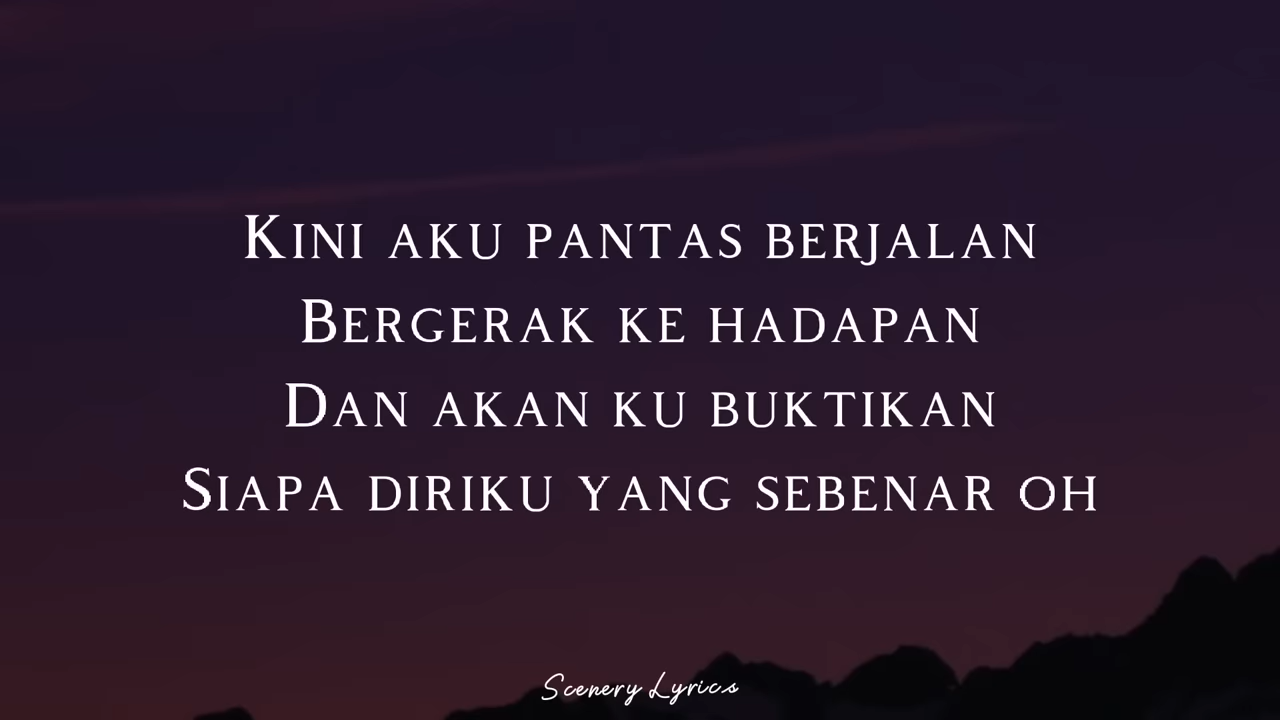 Kini aku pantas berjalan
Bergerak ke hadapan
Dan akan ku buktikan
Siapa diriku yang sebenar oh
Scenery Lyrics